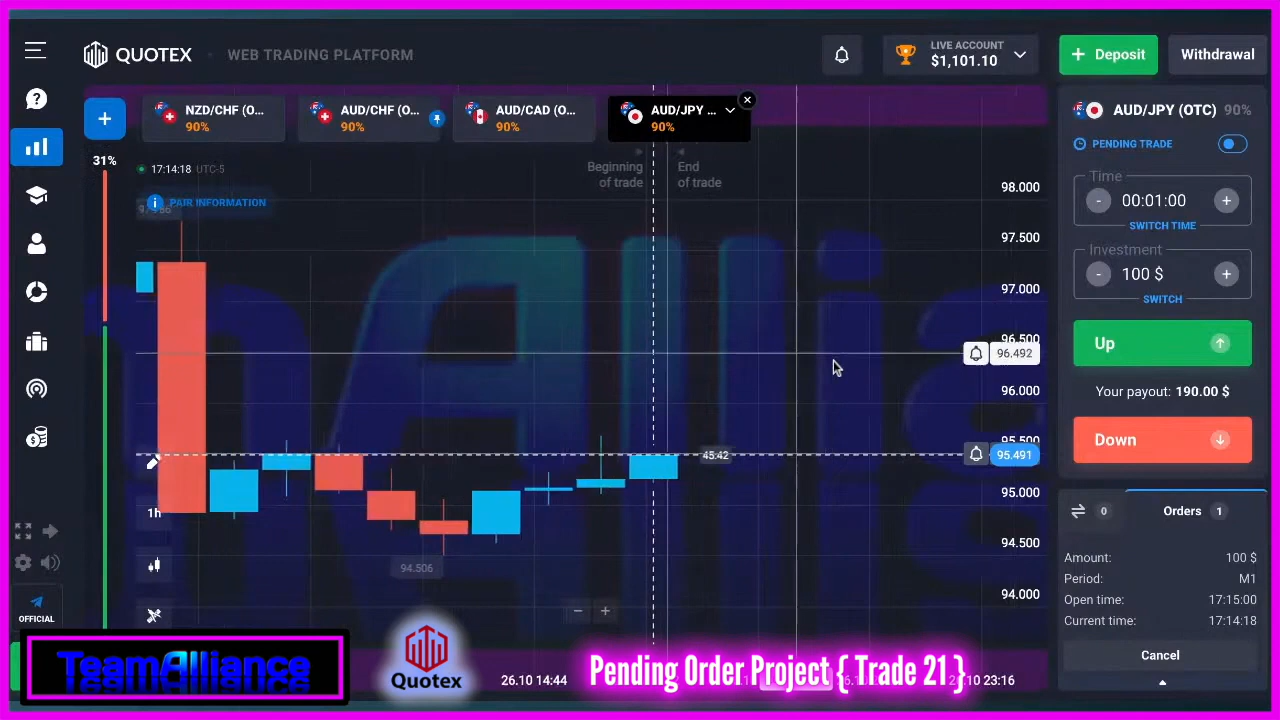 QUOTEX
WEB TRADING PLATFORM
LIVE ACCOUNT
$1,101.10
Deposit
Withdrawal
NZD/CHF (O...
90%
AUD/CHF (O...
90%
AUD/CAD (O...
90%
AUD/JPY ...
90%
AUD/JPY (OTC) 90%
PENDING TRADE
Time
- 00:01:00 +
SWITCH TIME
Investment
- 100 $ +
SWITCH
Up
Your payout: 190.00 $
Down
31%
17:14:18 UTC-5
PAIR INFORMATION
Beginning
of trade
End
of trade
98.000
97.500
97.000
96.500
96.492
96.000
95.500
95.491
95.000
94.500
94.000
45:42
1h
94.506
Orders 1
0
Amount: 100 $
Period: M1
Open time: 17:15:00
Current time: 17:14:18
Cancel
OFFICIAL
TeamAlliance
Quotex
26.10 14:44
Pending Order Project { Trade 21 }
0 23:16